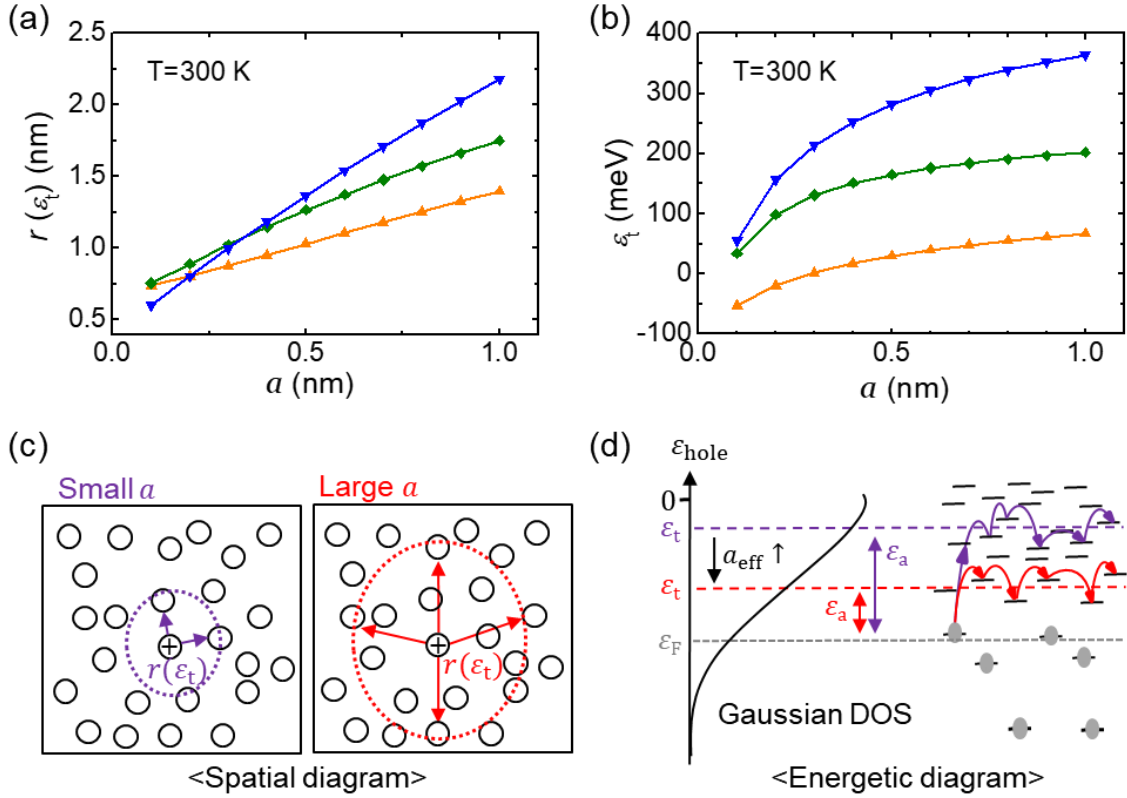 (a)
2.5
2.0
1.5
1.0
0.5
r (εt) (nm)
T=300 K
0.0 0.5 1.0
a (nm)
(b)
400
300
200
100
0
-100
εt (meV)
T=300 K
0.0 0.5 1.0
a (nm)
(c)
Small a
Large a
+
r(εt)
+
r(εt)
<Spatial diagram>
(d)
εhole
0
εt
aeff ↑
εa
εt
εa
εF
Gaussian DOS
<Energetic diagram>